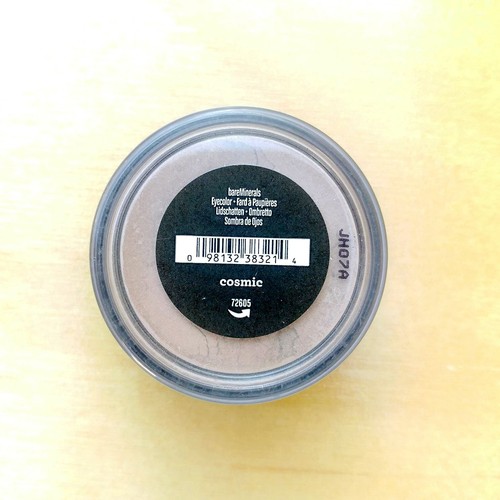 bareMinerals
Eyecolor • Fard à Paupières
Lidschatten • Ombretto
Sombra de Ojos
0 98132 38321 4
cosmic
72605
JH07A